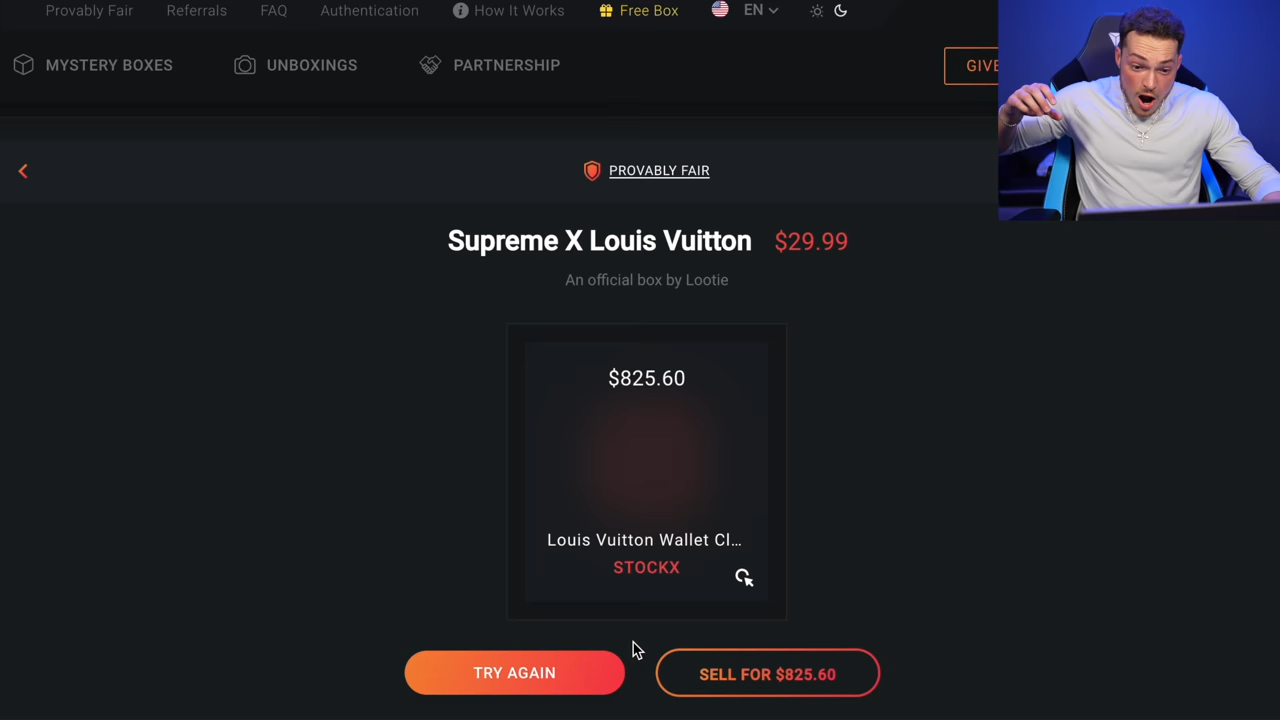 Provably Fair Referrals FAQ Authentication How It Works Free Box EN
MYSTERY BOXES UNBOXINGS PARTNERSHIP GIVE
PROVABLY FAIR
Supreme X Louis Vuitton $29.99
An official box by Lootie
$825.60
Louis Vuitton Wallet Cl...
STOCKX
TRY AGAIN SELL FOR $825.60